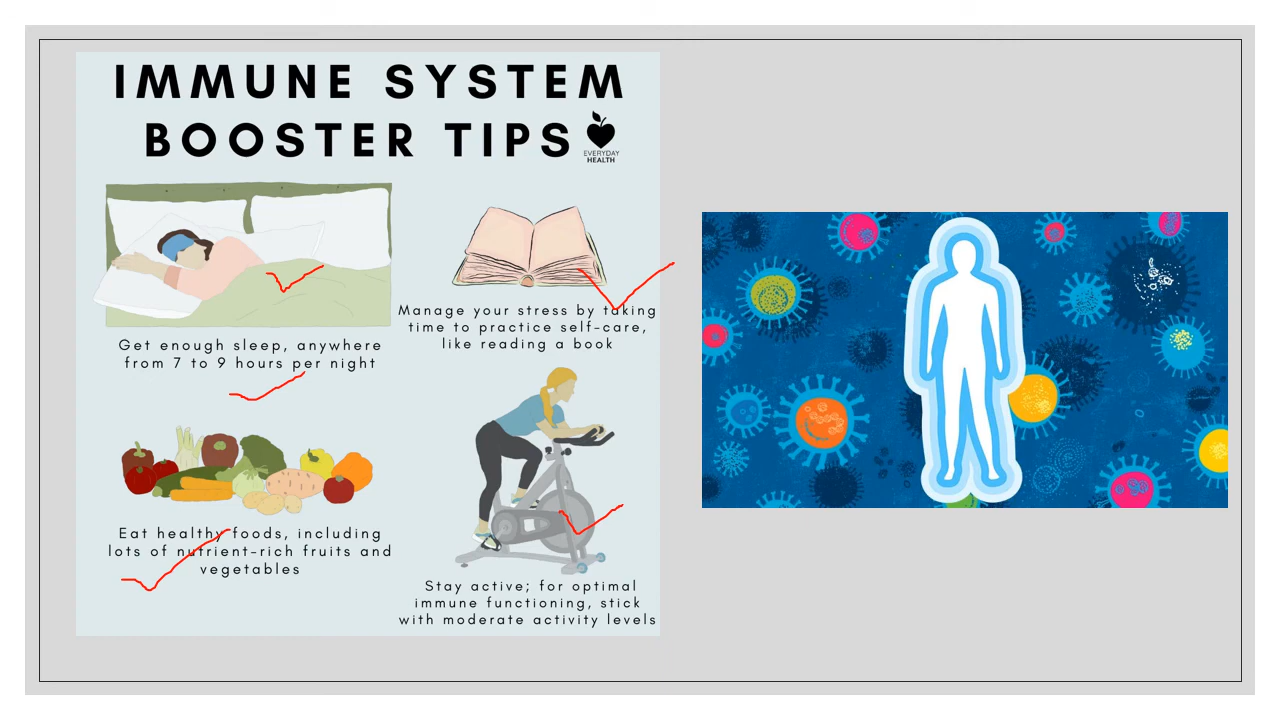 IMMUNE SYSTEM
BOOSTER TIPS
EVERYDAY
HEALTH
Get enough sleep, anywhere
from 7 to 9 hours per night
Manage your stress by taking
time to practice self-care,
like reading a book
Eat healthy foods, including
lots of nutrient-rich fruits and
vegetables
Stay active; for optimal
immune functioning, stick
with moderate activity levels